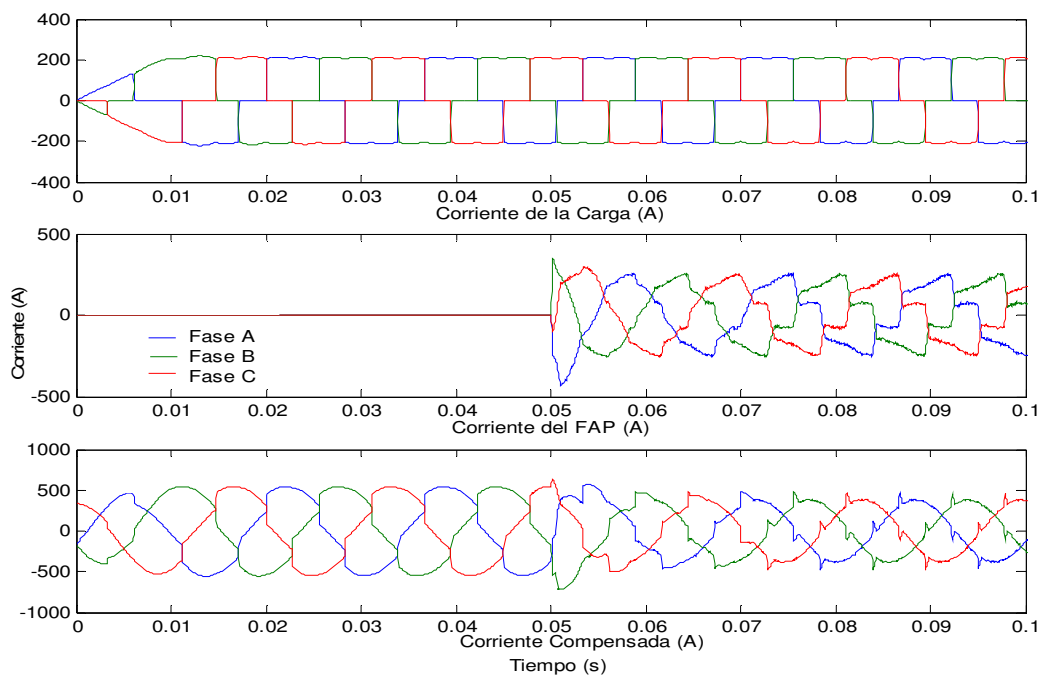 400
200
0
-200
-400
0 0.01 0.02 0.03 0.04 0.05 0.06 0.07 0.08 0.09 0.1
Corriente de la Carga (A)
500
0
-500
Corriente (A)
Fase A
Fase B
Fase C
0 0.01 0.02 0.03 0.04 0.05 0.06 0.07 0.08 0.09 0.1
Corriente del FAP (A)
1000
500
0
-500
-1000
0 0.01 0.02 0.03 0.04 0.05 0.06 0.07 0.08 0.09 0.1
Corriente Compensada (A)
Tiempo (s)